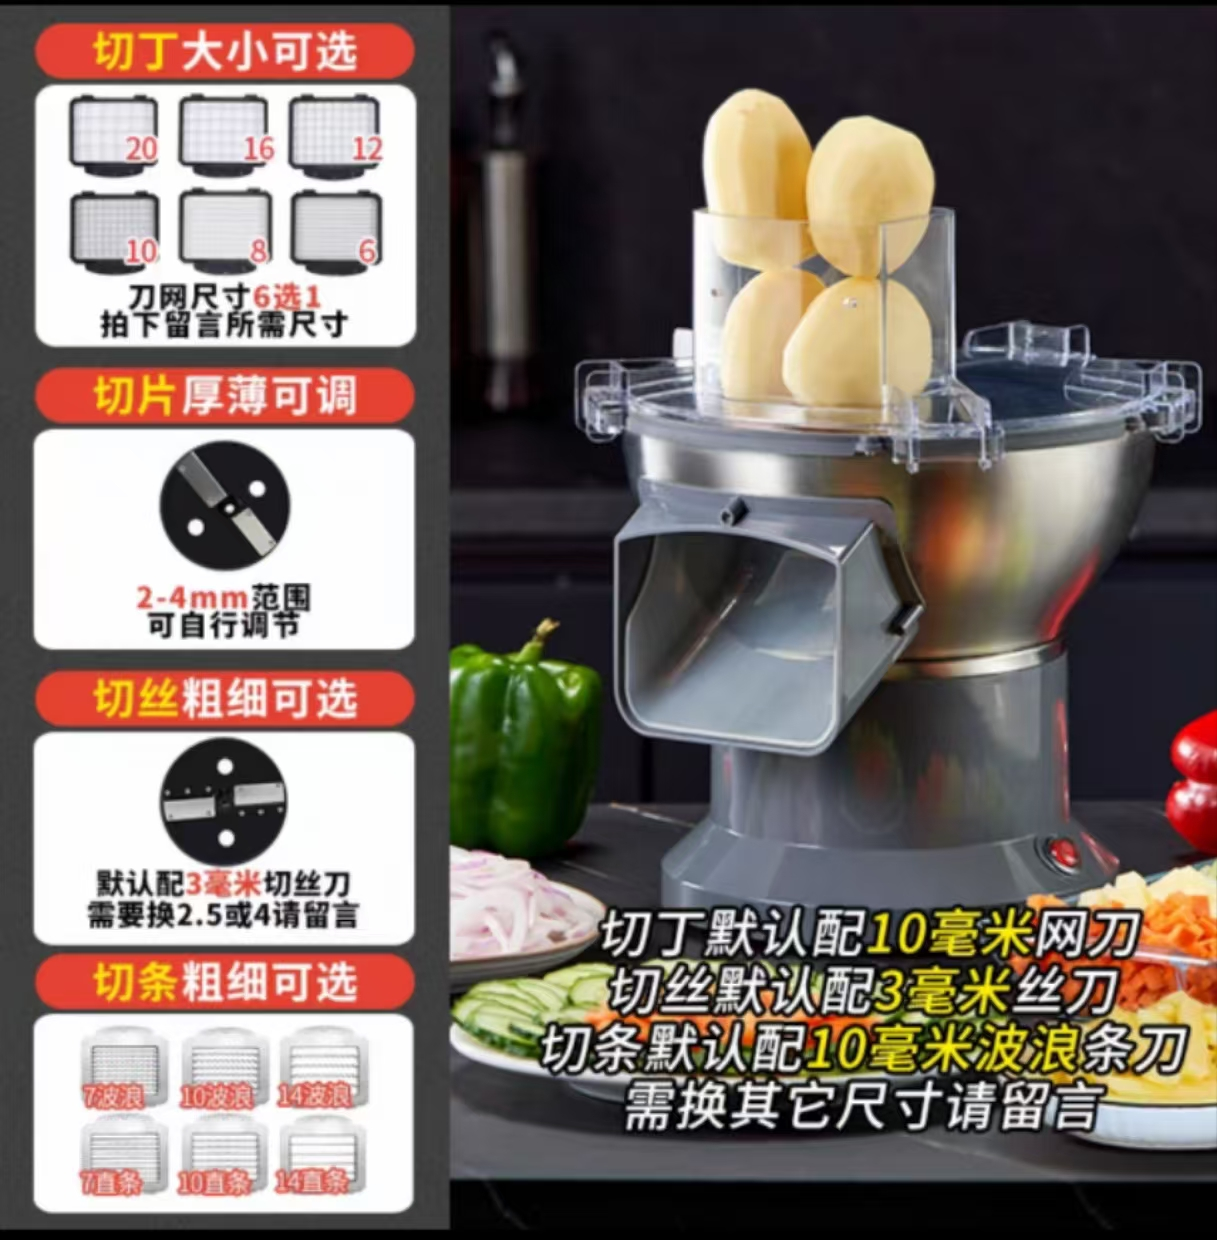 切丁大小可选
20
16
12
10
8
6
刀网尺寸6选1
拍下留言所需尺寸
切片厚薄可调
2-4mm范围
可自行调节
切丝粗细可选
默认配3毫米切丝刀
需要换2.5或4请留言
切条粗细可选
7波浪
10波浪
14波浪
7直条
10直条
14直条
切丁默认配10毫米网刀
切丝默认配3毫米丝刀
切条默认配10毫米波浪条刀
需换其它尺寸请留言